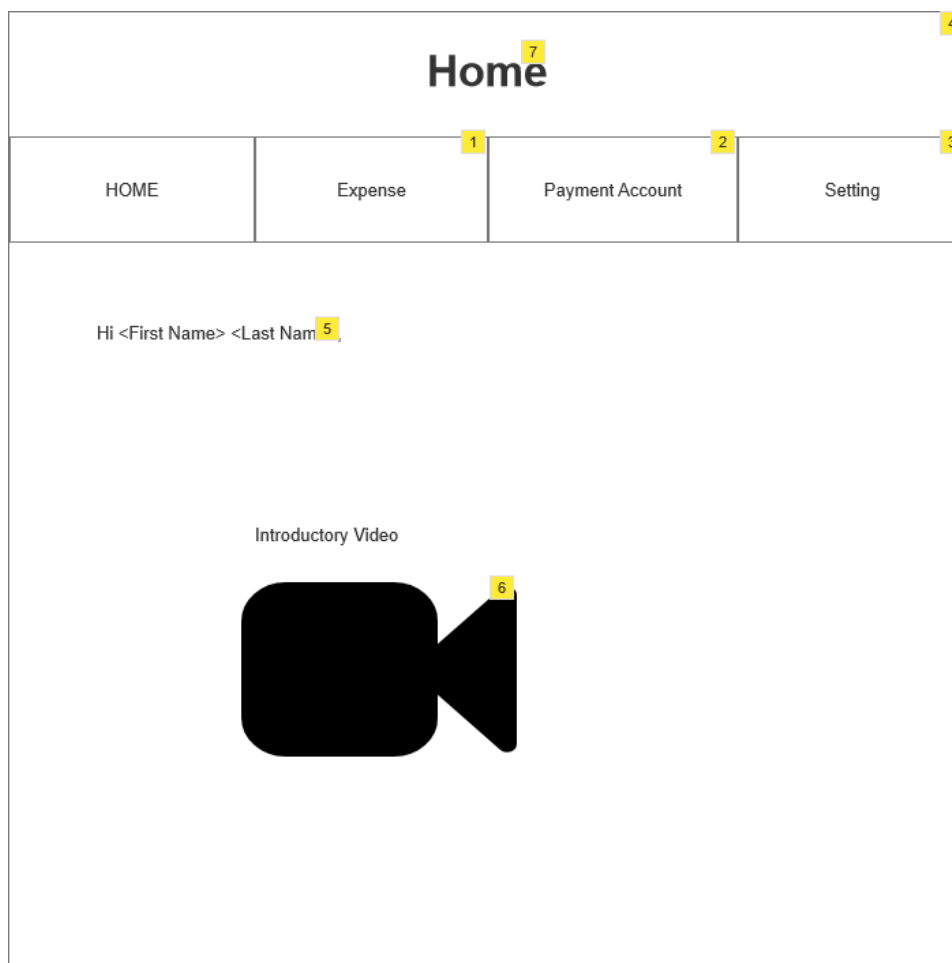 4
7
Home
1
2
3
HOME
Expense
Payment Account
Setting
Hi <First Name> <Last Nam
5
,
Introductory Video
6